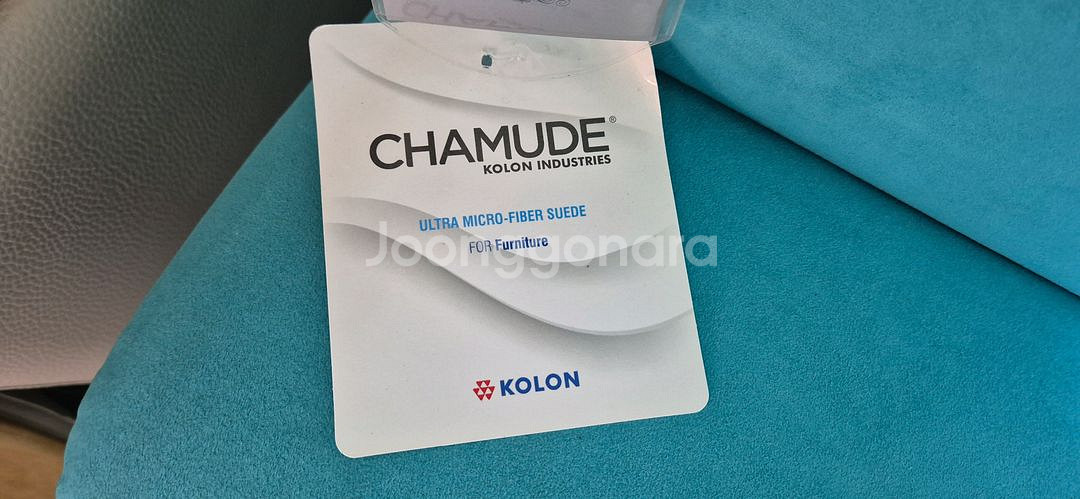 CHAMUDE®
KOLON INDUSTRIES
ULTRA MICRO-FIBER SUEDE
FOR Furniture
Joonggonara
KOLON